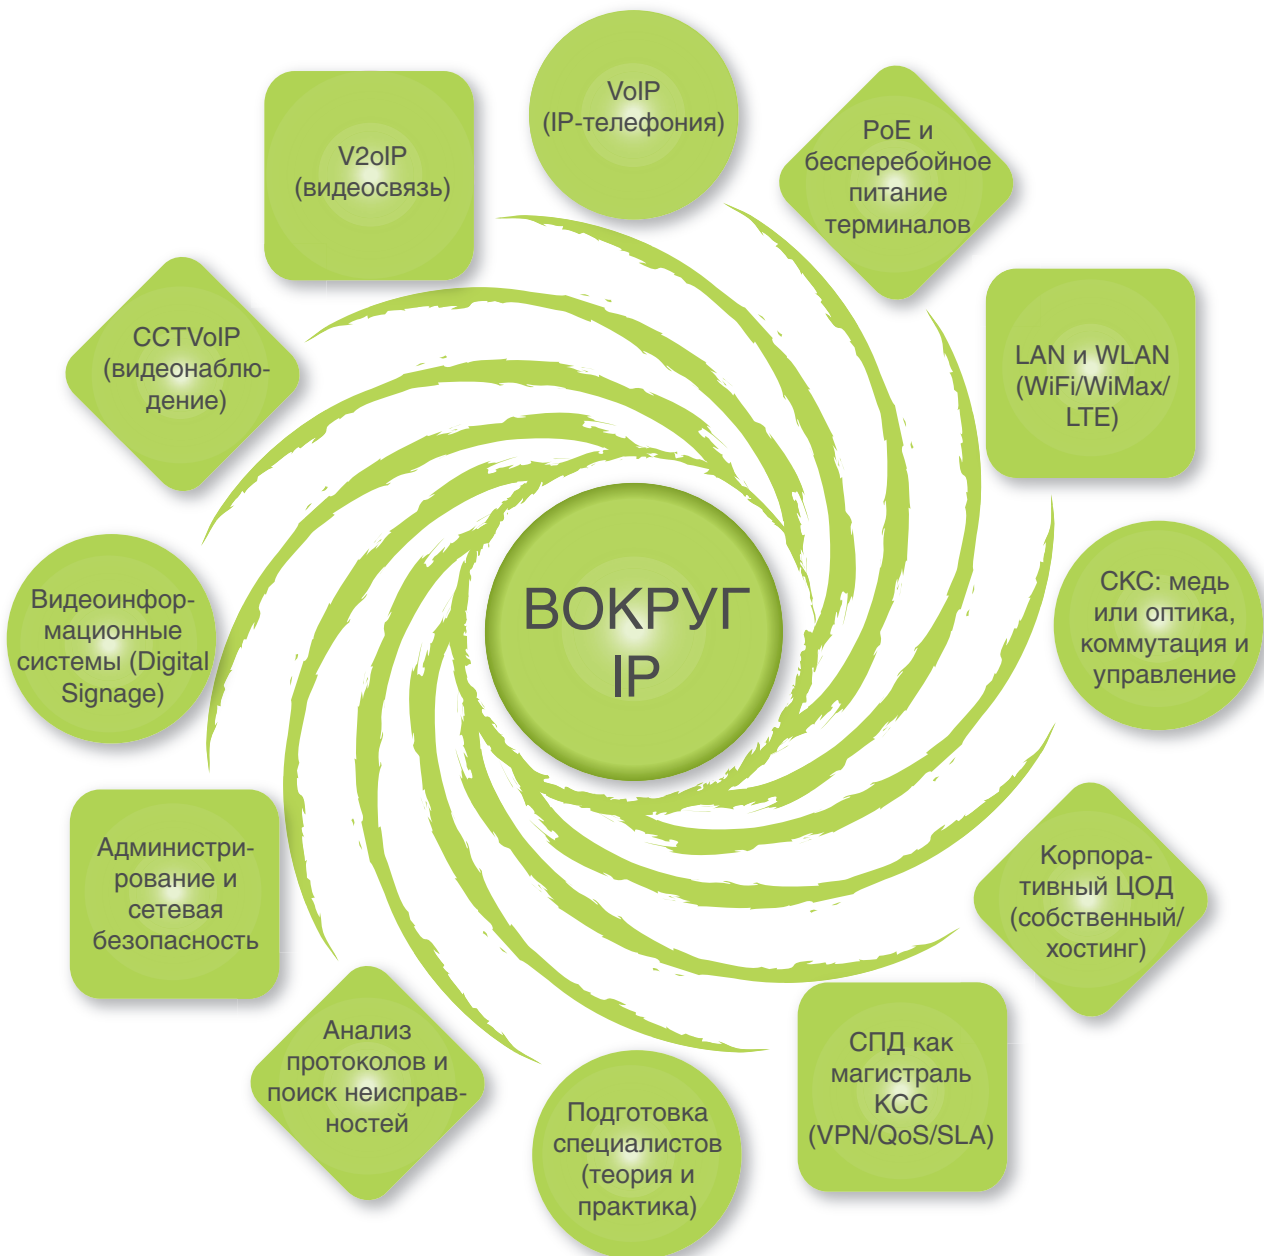 VoIP
(IP-телефония)
PoE и
бесперебойное
питание
терминалов
LAN и WLAN
(WiFi/WiMax/
LTE)
СКС: медь
или оптика,
коммутация и
управление
Корпора-
тивный ЦОД
(собственный/
хостинг)
СПД как
магистраль
КСС
(VPN/QoS/SLA)
Подготовка
специалистов
(теория и
практика)
Анализ
протоколов и
поиск неисправ-
ностей
Администри-
рование и
сетевая
безопасность
Видеоинфор-
мационные
системы (Digital
Signage)
CCTVoIP
(видеонаблю-
дение)
V2oIP
(видеосвязь)
ВОКРУГ
IP